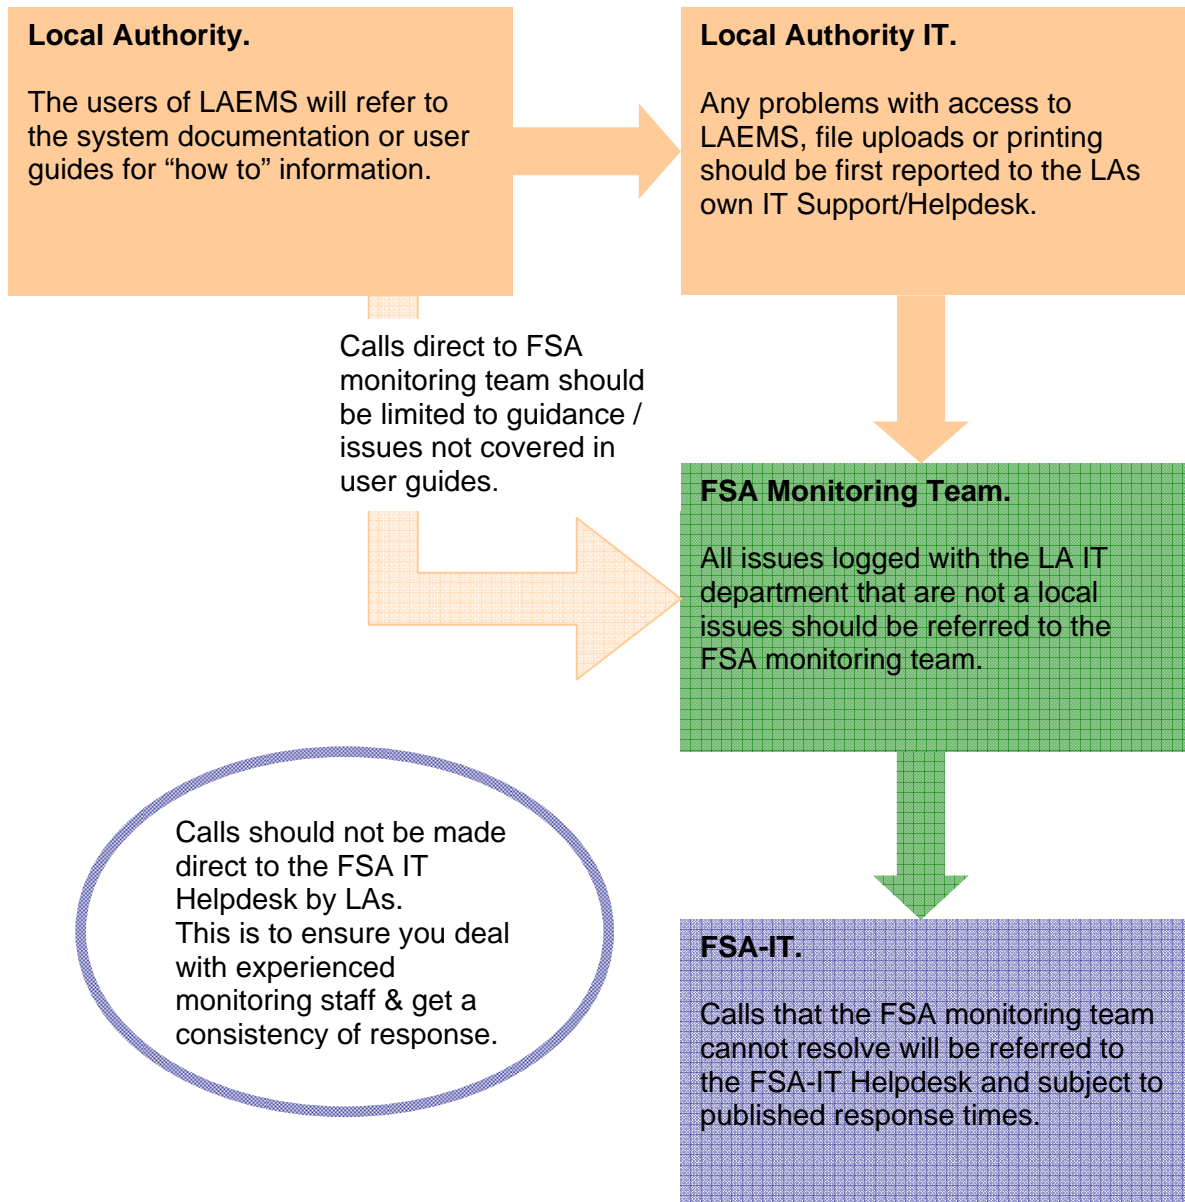 Local Authority.
The users of LAEMS will refer to
the system documentation or user
guides for “how to” information.
Local Authority IT.
Any problems with access to
LAEMS, file uploads or printing
should be first reported to the LAs
own IT Support/Helpdesk.
Calls direct to FSA
monitoring team should
be limited to guidance /
issues not covered in
user guides.
FSA Monitoring Team.
All issues logged with the LA IT
department that are not a local
issues should be referred to the
FSA monitoring team.
Calls should not be made
direct to the FSA IT
Helpdesk by LAs.
This is to ensure you deal
with experienced
monitoring staff & get a
consistency of response.
FSA-IT.
Calls that the FSA monitoring team
cannot resolve will be referred to
the FSA-IT Helpdesk and subject to
published response times.